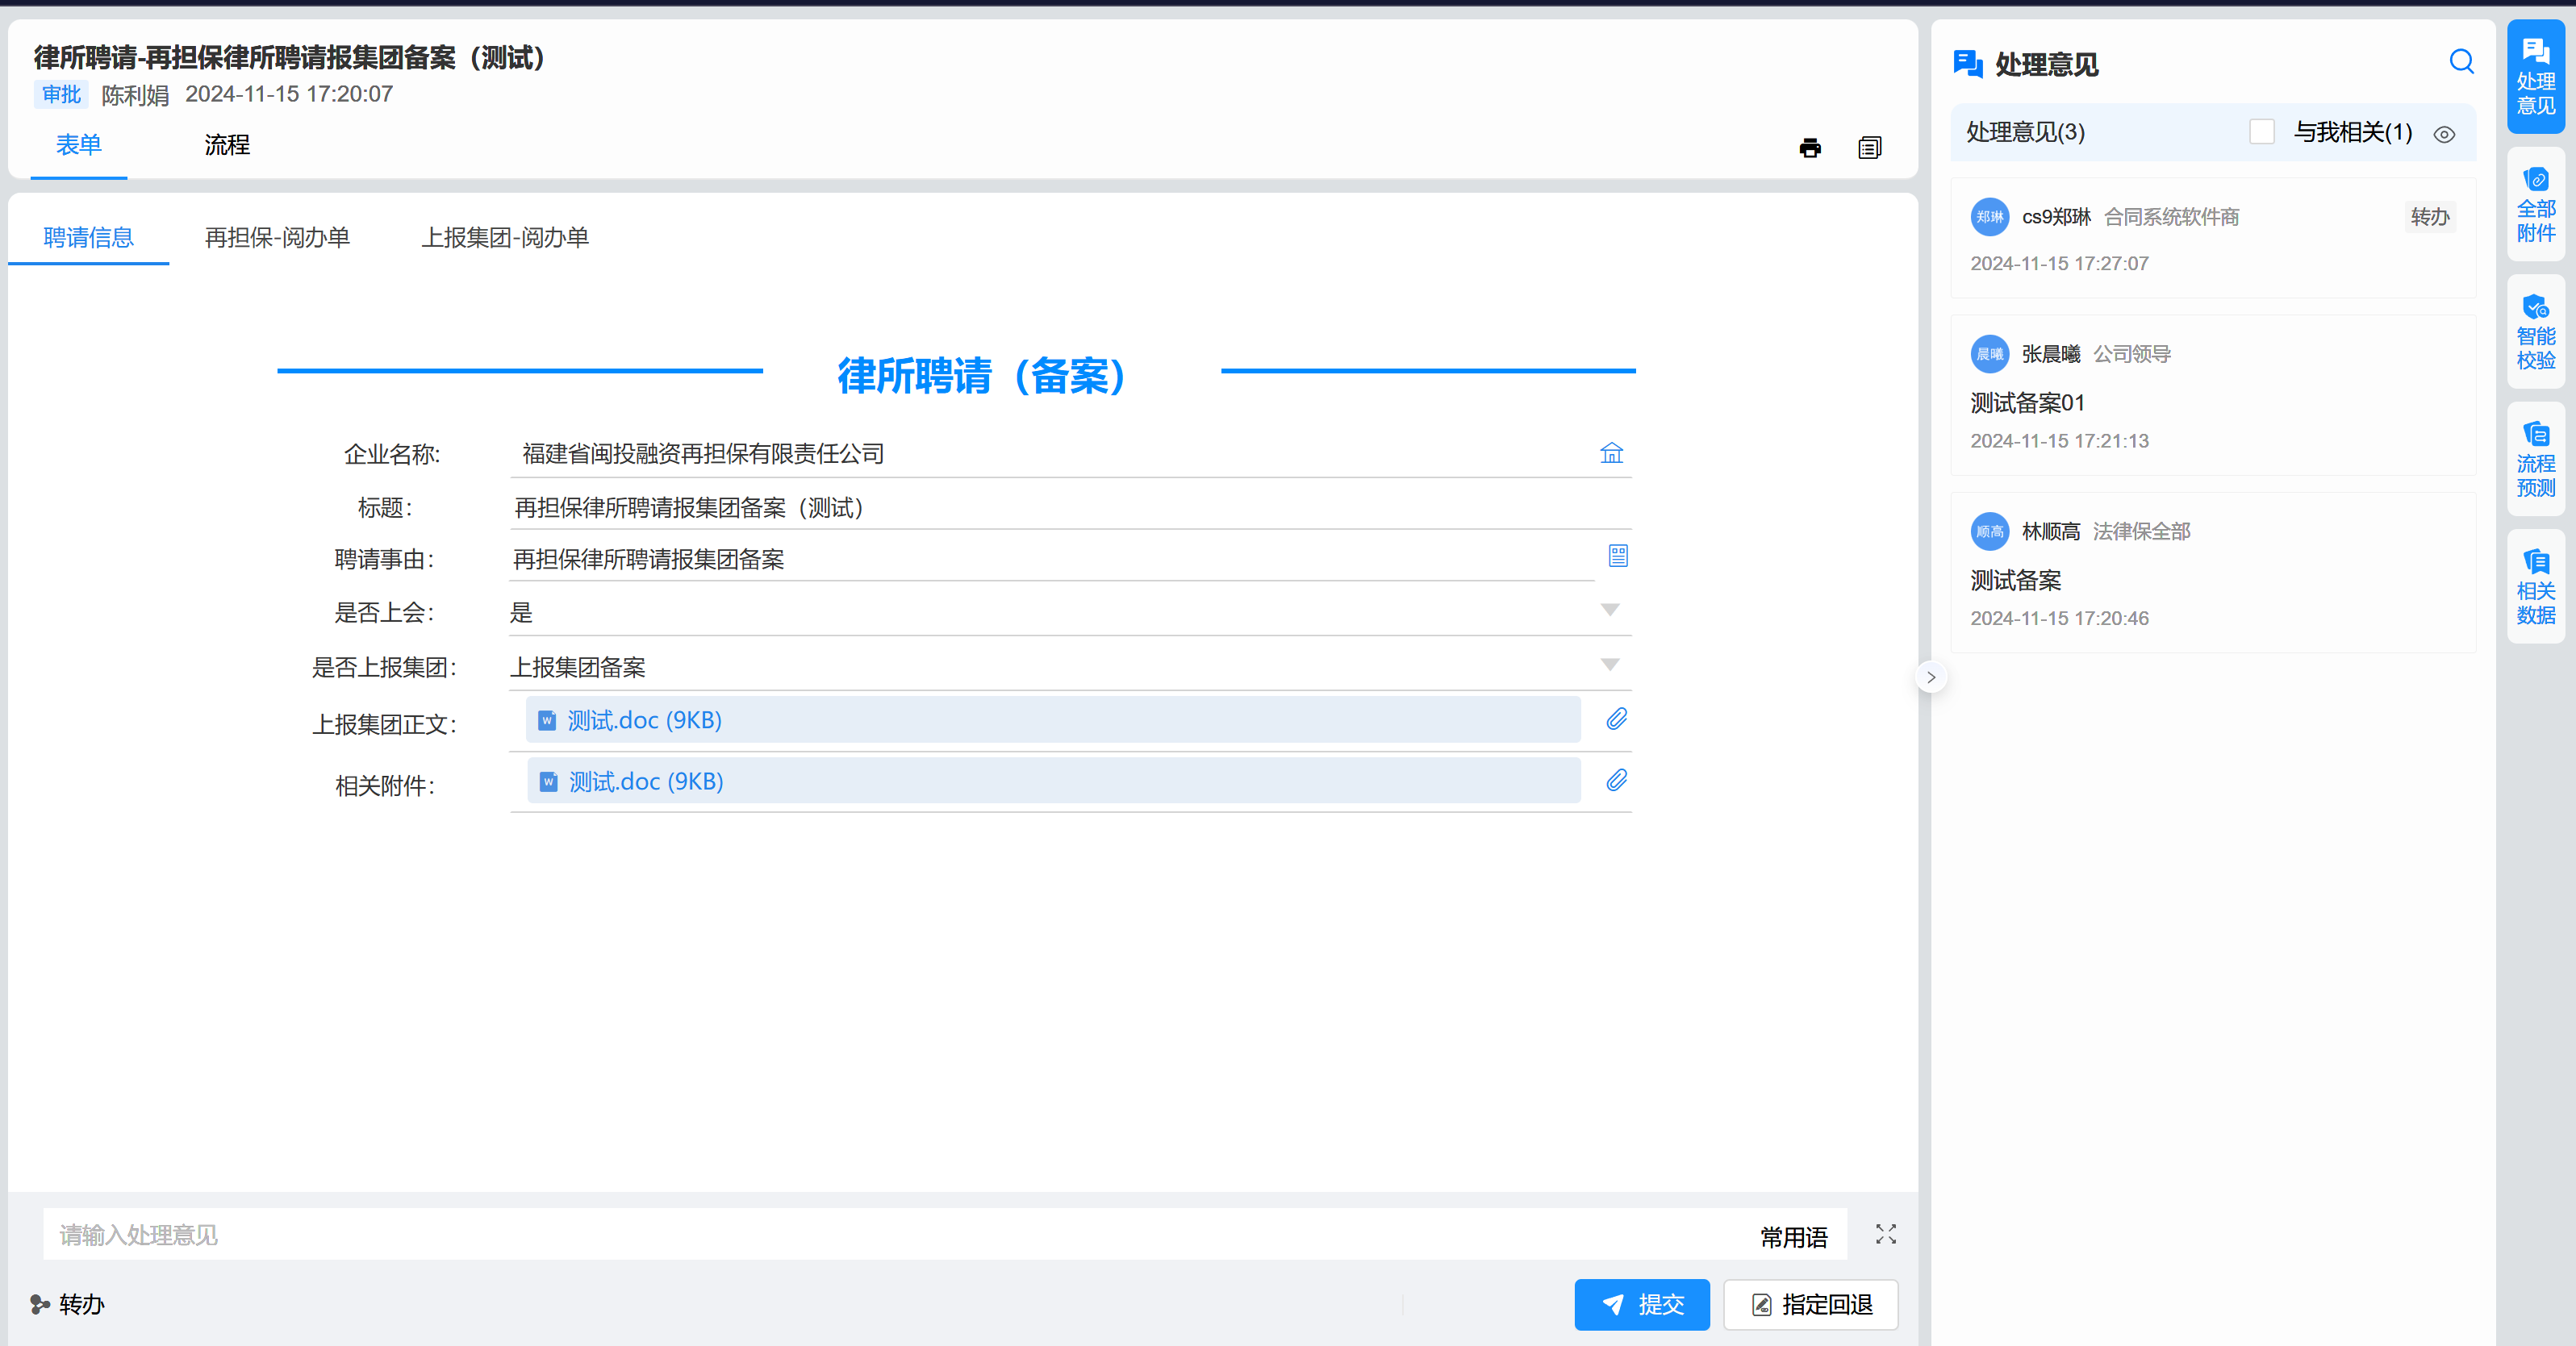 律所聘请-再担保律所聘请报集团备案（测试）
审批 陈利娟 2024-11-15 17:20:07
表单 流程
聘请信息 再担保-阅办单 上报集团-阅办单
律所聘请（备案）
企业名称: 福建省闽投融资再担保有限责任公司
标题： 再担保律所聘请报集团备案（测试）
聘请事由： 再担保律所聘请报集团备案
是否上会： 是
是否上报集团： 上报集团备案
上报集团正文： 测试.doc (9KB)
相关附件： 测试.doc (9KB)
请输入处理意见 常用语
转办 提交 指定回退
处理意见
处理意见(3) 与我相关(1)
郑琳 cs9郑琳 合同系统软件商 转办
2024-11-15 17:27:07
晨曦 张晨曦 公司领导
测试备案01
2024-11-15 17:21:13
顺高 林顺高 法律保全部
测试备案
2024-11-15 17:20:46
处理
意见
全部
附件
智能
校验
流程
预测
相关
数据